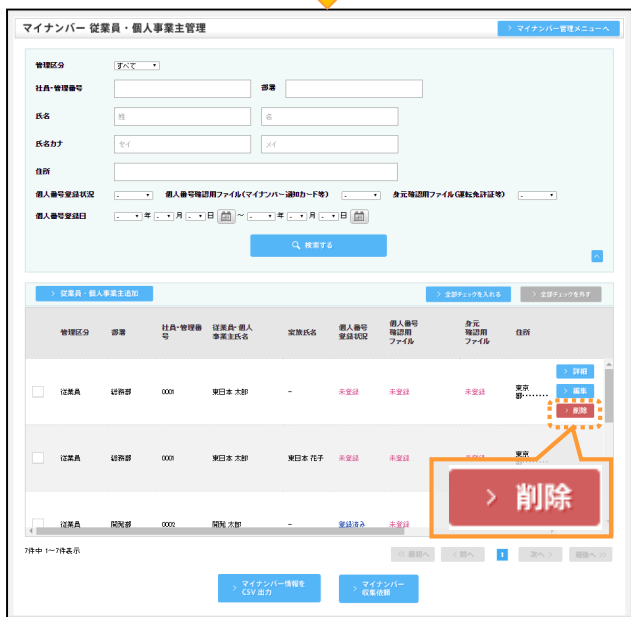 マイナンバー 従業員・個人事業主管理
> マイナンバー管理メニューへ
管理区分 すべて
社員・管理番号 部署
氏名 姓 名
氏名カナ セイ メイ
住所
個人番号登録状況 - 個人番号確認用ファイル(マイナンバー通知カード等) - 身元確認用ファイル(運転免許証等) -
個人番号登録日 - 年 - 月 - 日 ~ - 年 - 月 - 日
検索する
> 従業員・個人事業主追加
> 全部チェックを入れる
> 全部チェックを外す
管理区分 部署 社員・管理番号 従業員・個人事業主氏名 家族氏名 個人番号登録状況 個人番号確認用ファイル 身元確認用ファイル 住所
従業員 総務部 0001 東日本 太郎 - 未登録 未登録 未登録 東京都………
> 詳細
> 編集
> 削除
従業員 総務部 0001 東日本 太郎 東日本 花子 未登録 未登録 未登録 東京
> 削除
従業員 開発部 0002 開発 太郎 - 登録済み 未登録
7件中 1~7件表示
<< 最初へ < 前へ 1 次へ > 最後へ >>
> マイナンバー情報を
CSV 出力
> マイナンバー
収集依頼